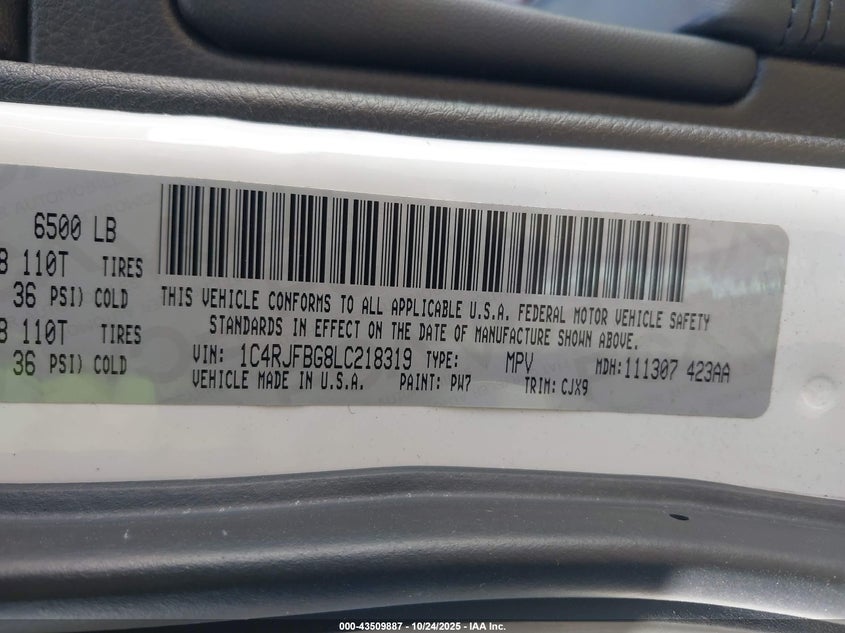 6500 LB
110T TIRES
36 PSI) COLD
110T TIRES
36 PSI) COLD
THIS VEHICLE CONFORMS TO ALL APPLICABLE U.S.A. FEDERAL MOTOR VEHICLE SAFETY
STANDARDS IN EFFECT ON THE DATE OF MANUFACTURE SHOWN ABOVE.
VIN: 1C4RJFBG8LC218319 TYPE: MPV MDH:111307 423AA
VEHICLE MADE IN U.S.A. PAINT: PW7 TRIM: CJX9
000-43509887 - 10/24/2025 - IAA Inc.